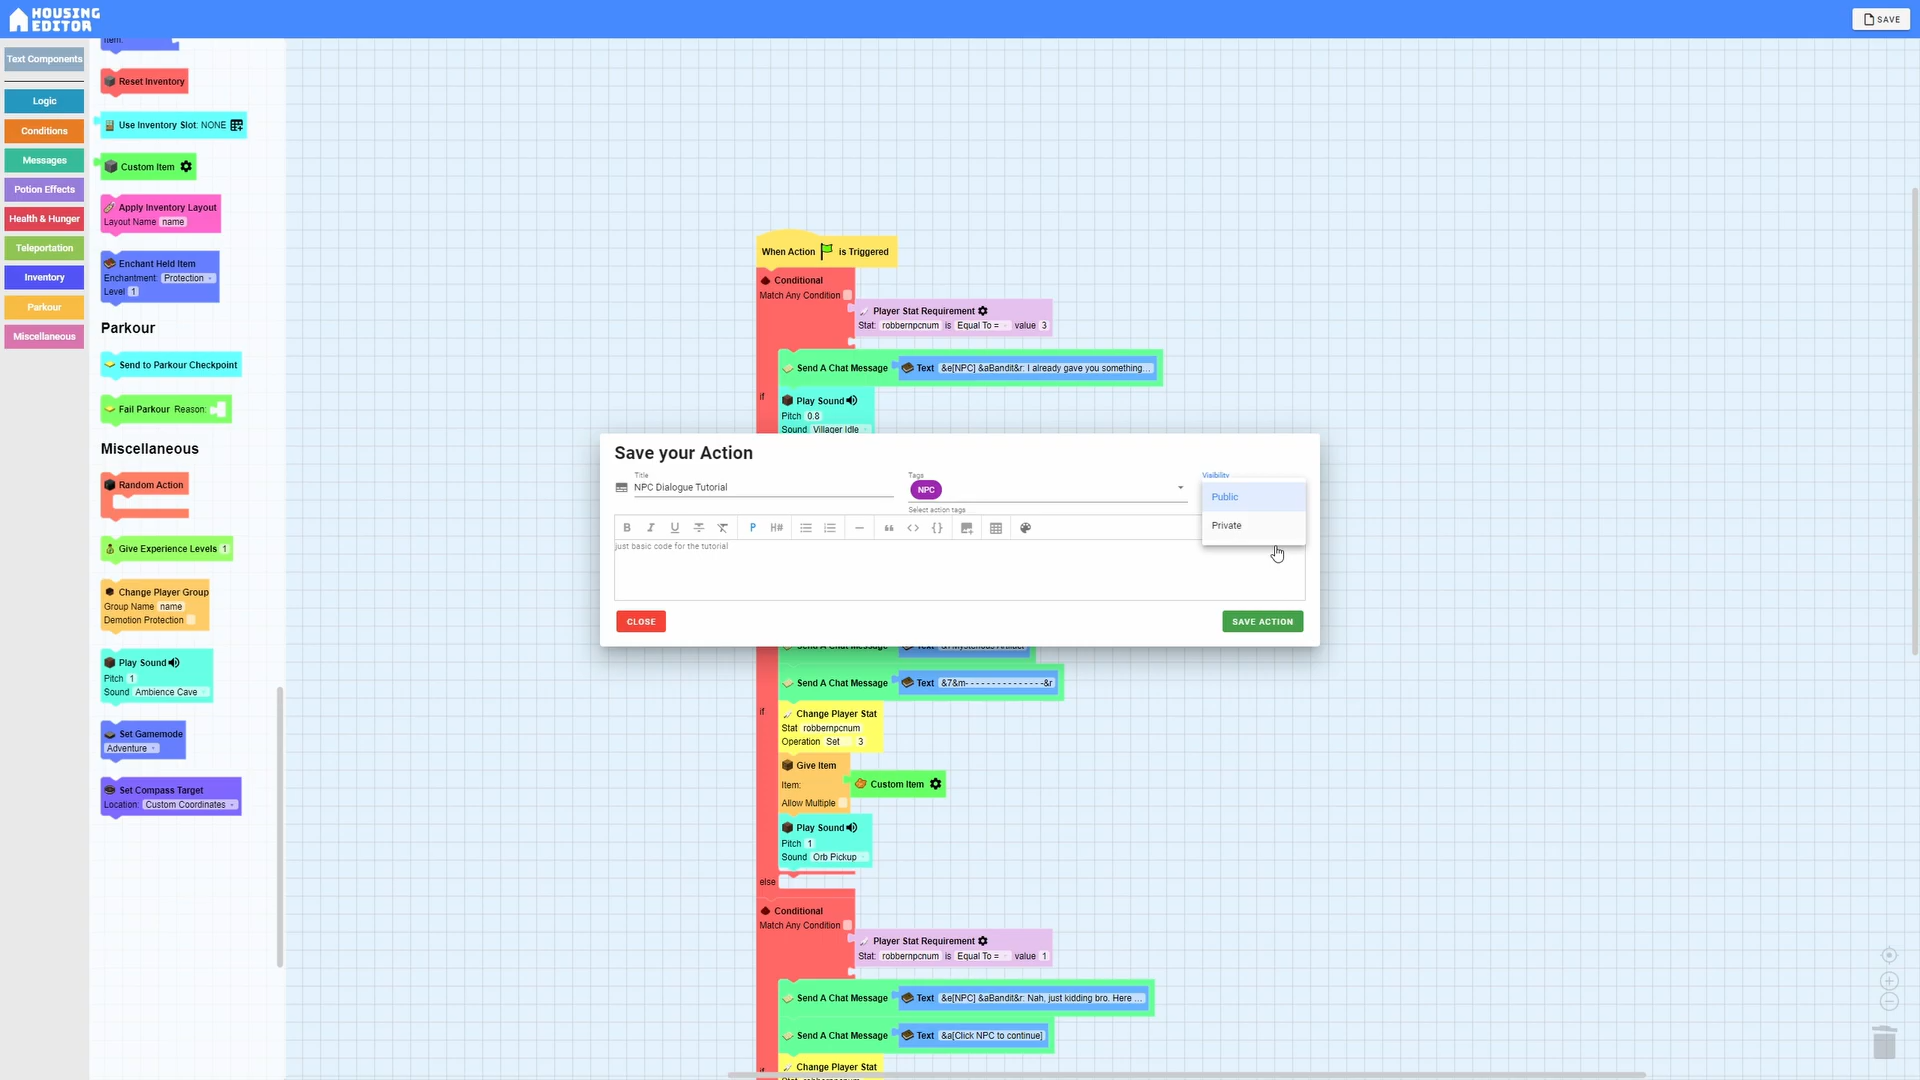 HOUSING
EDITOR
SAVE
Text Components
Logic
Conditions
Messages
Potion Effects
Health & Hunger
Teleportation
Inventory
Parkour
Miscellaneous
Item:
Reset Inventory
Use Inventory Slot: NONE
Custom Item
Apply Inventory Layout
Layout Name name
Enchant Held Item
Enchantment: Protection
Level 1
Parkour
Send to Parkour Checkpoint
Fail Parkour Reason:
Miscellaneous
Random Action
Give Experience Levels 1
Change Player Group
Group Name name
Demotion Protection
Play Sound
Pitch 1
Sound Ambience Cave
Set Gamemode
Adventure
Set Compass Target
Location: Custom Coordinates
When Action is Triggered
Conditional
Match Any Condition
Player Stat Requirement
Stat: robbernpcnum is Equal To = value 3
Send A Chat Message Text &e[NPC] &aBandit&r: I already gave you something...
if
Play Sound
Pitch 0.8
Sound Villager Idle
Save your Action
Title
NPC Dialogue Tutorial
Tags
NPC
Select action tags
Visibility
Public
Private
B I U P H#
just basic code for the tutorial
CLOSE
SAVE ACTION
Send A Chat Message Text &f Mysterious Artifact
Send A Chat Message Text &7&m---------------&r
if
Change Player Stat
Stat robbernpcnum
Operation Set 3
Give Item
Item: Custom Item
Allow Multiple
Play Sound
Pitch 1
Sound Orb Pickup
else
Conditional
Match Any Condition
Player Stat Requirement
Stat: robbernpcnum is Equal To = value 1
Send A Chat Message Text &e[NPC] &aBandit&r: Nah, just kidding bro. Here ...
Send A Chat Message Text &a[Click NPC to continue]
if
Change Player Stat